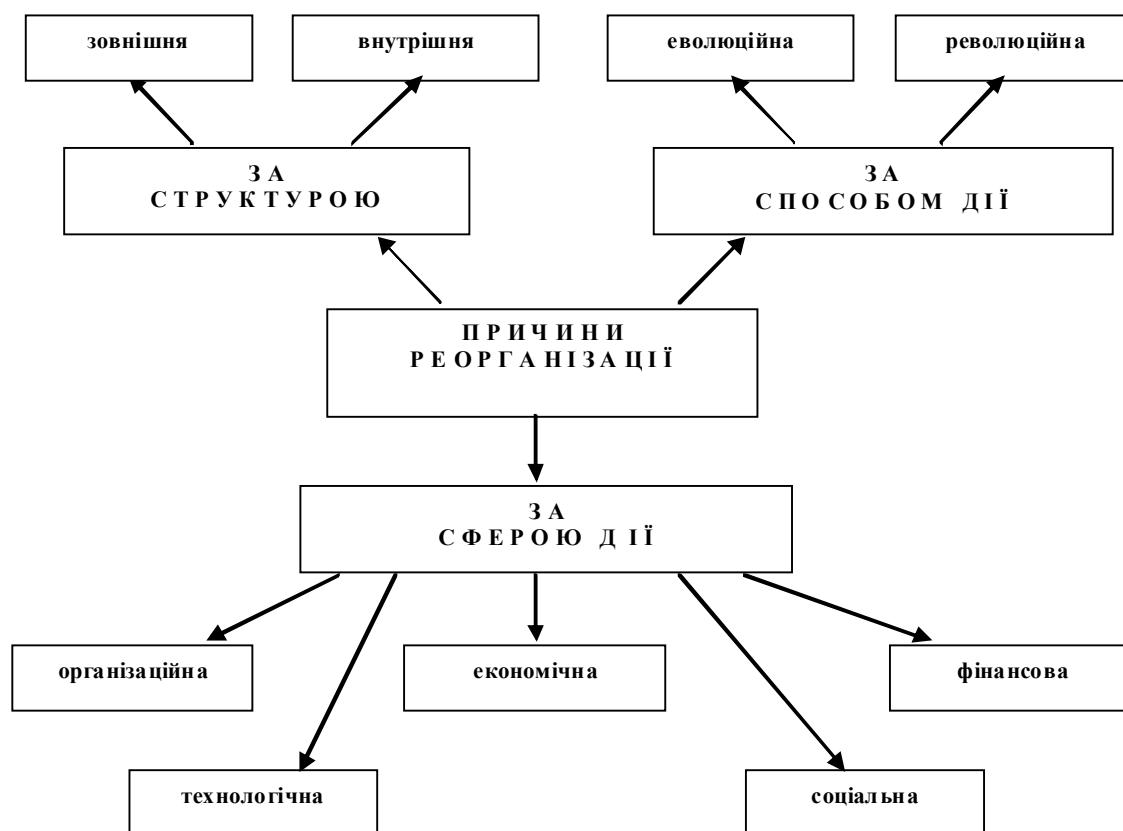 зовнішня
внутрішня
еволюційна
революційна
ЗА
СТРУКТУРОЮ
ЗА
СПОСОБОМ ДІЇ
ПРИЧИНИ
РЕОРГАНІЗАЦІЇ
ЗА
СФЕРОЮ ДІЇ
організаційна
економічна
фінансова
технологічна
соціальна